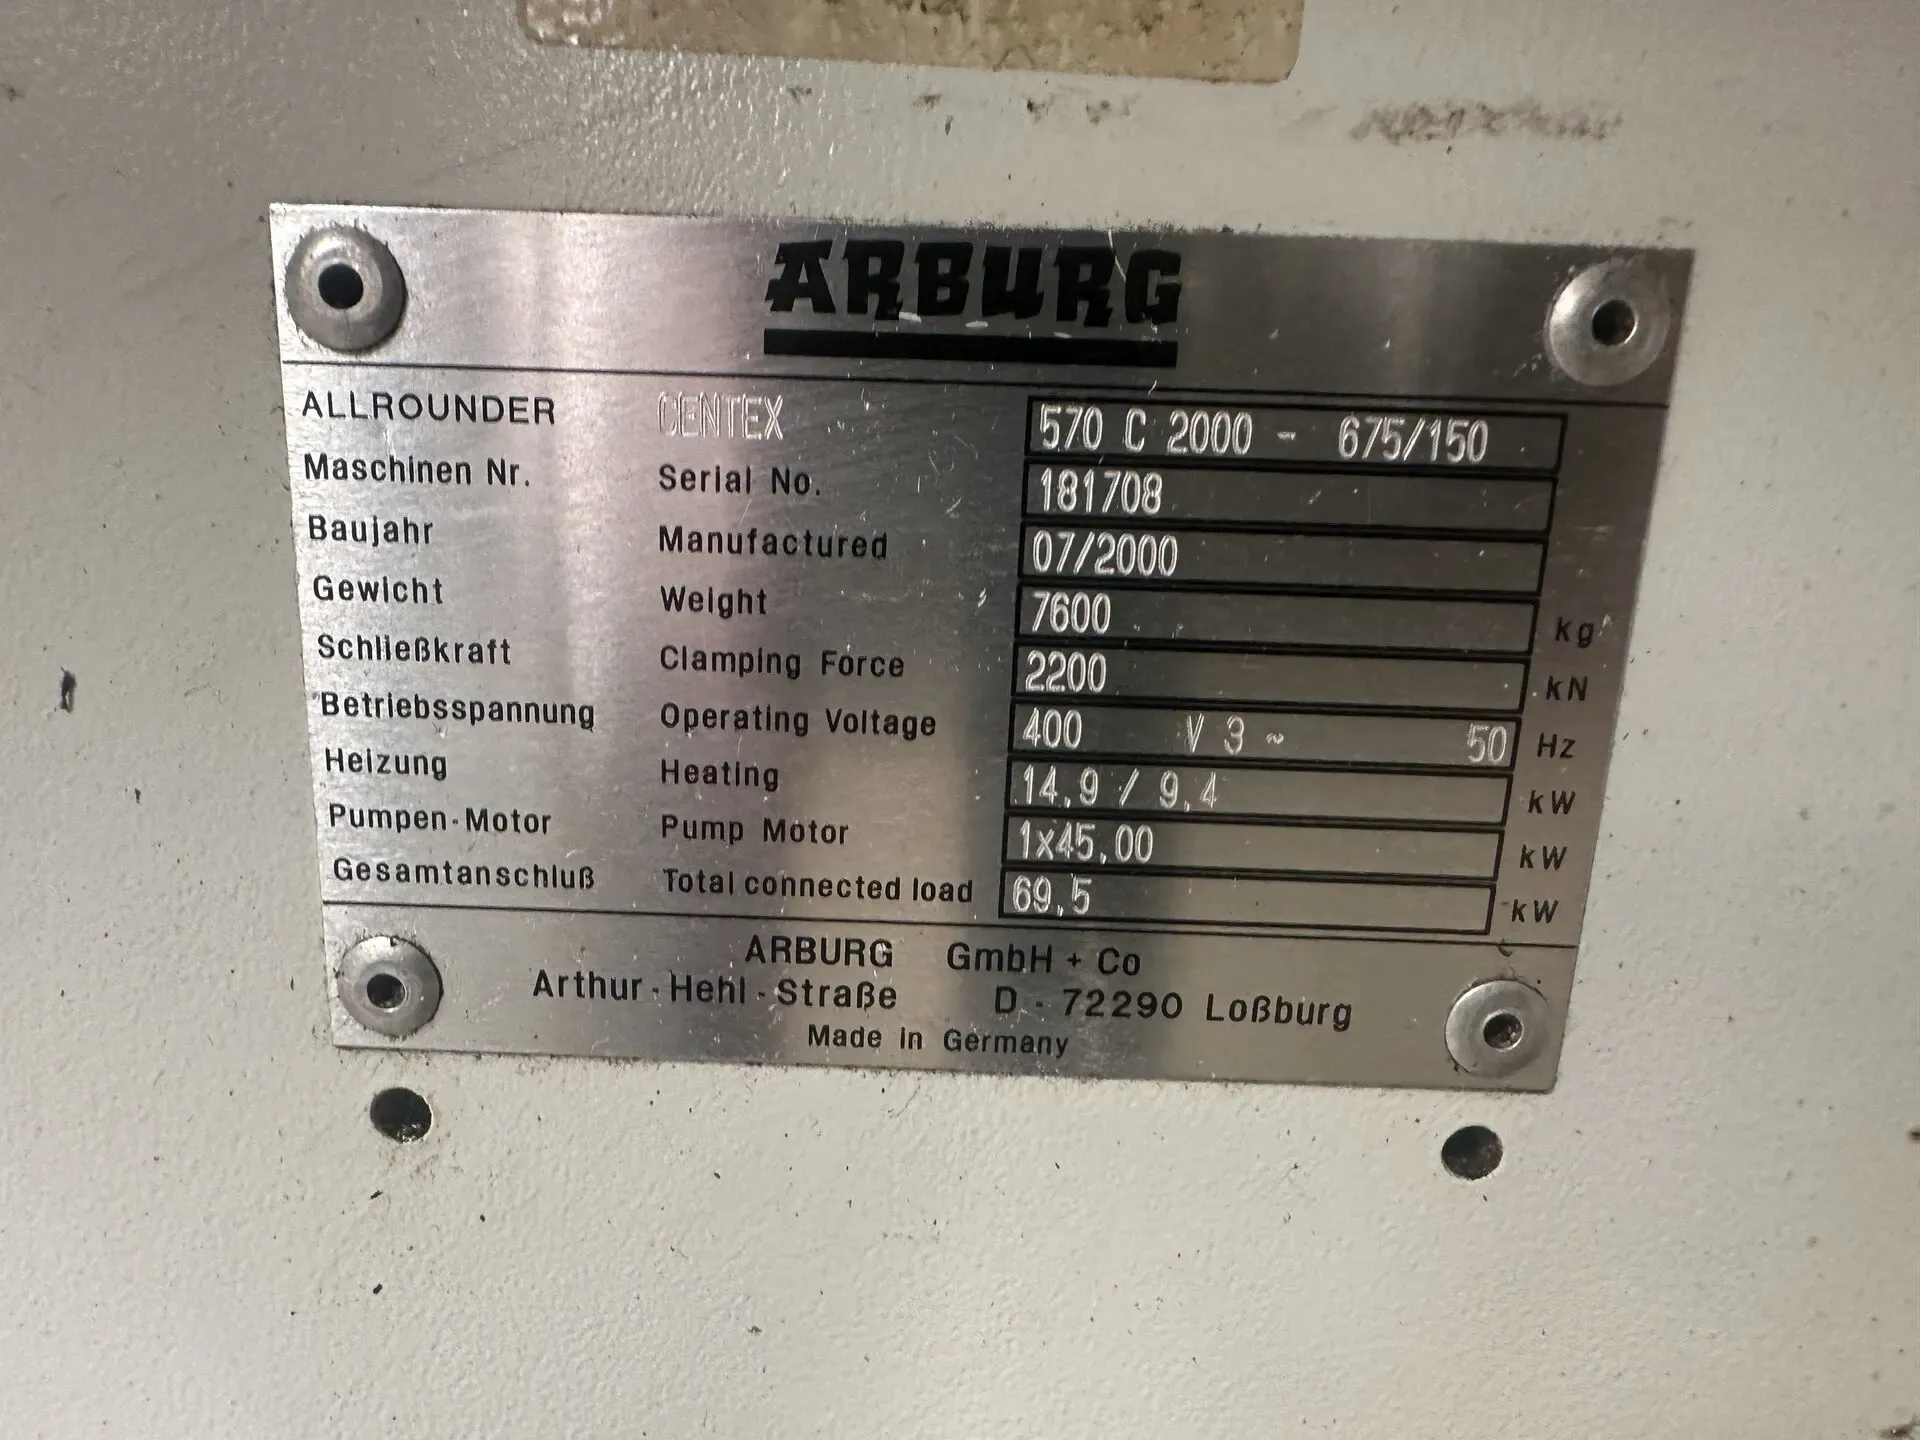 ARBURG
ALLROUNDER CENTEX 570 C 2000 - 675/150
Maschinen Nr. Serial No. 181708
Baujahr Manufactured 07/2000
Gewicht Weight 7600 kg
Schließkraft Clamping Force 2200 kN
Betriebsspannung Operating Voltage 400 V 3 ~ 50 Hz
Heizung Heating 14,9 / 9,4 kW
Pumpen-Motor Pump Motor 1x45,00 kW
Gesamtanschluß Total connected load 69,5 kW
ARBURG GmbH + Co
Arthur-Hehl-Straße D - 72290 Loßburg
Made in Germany